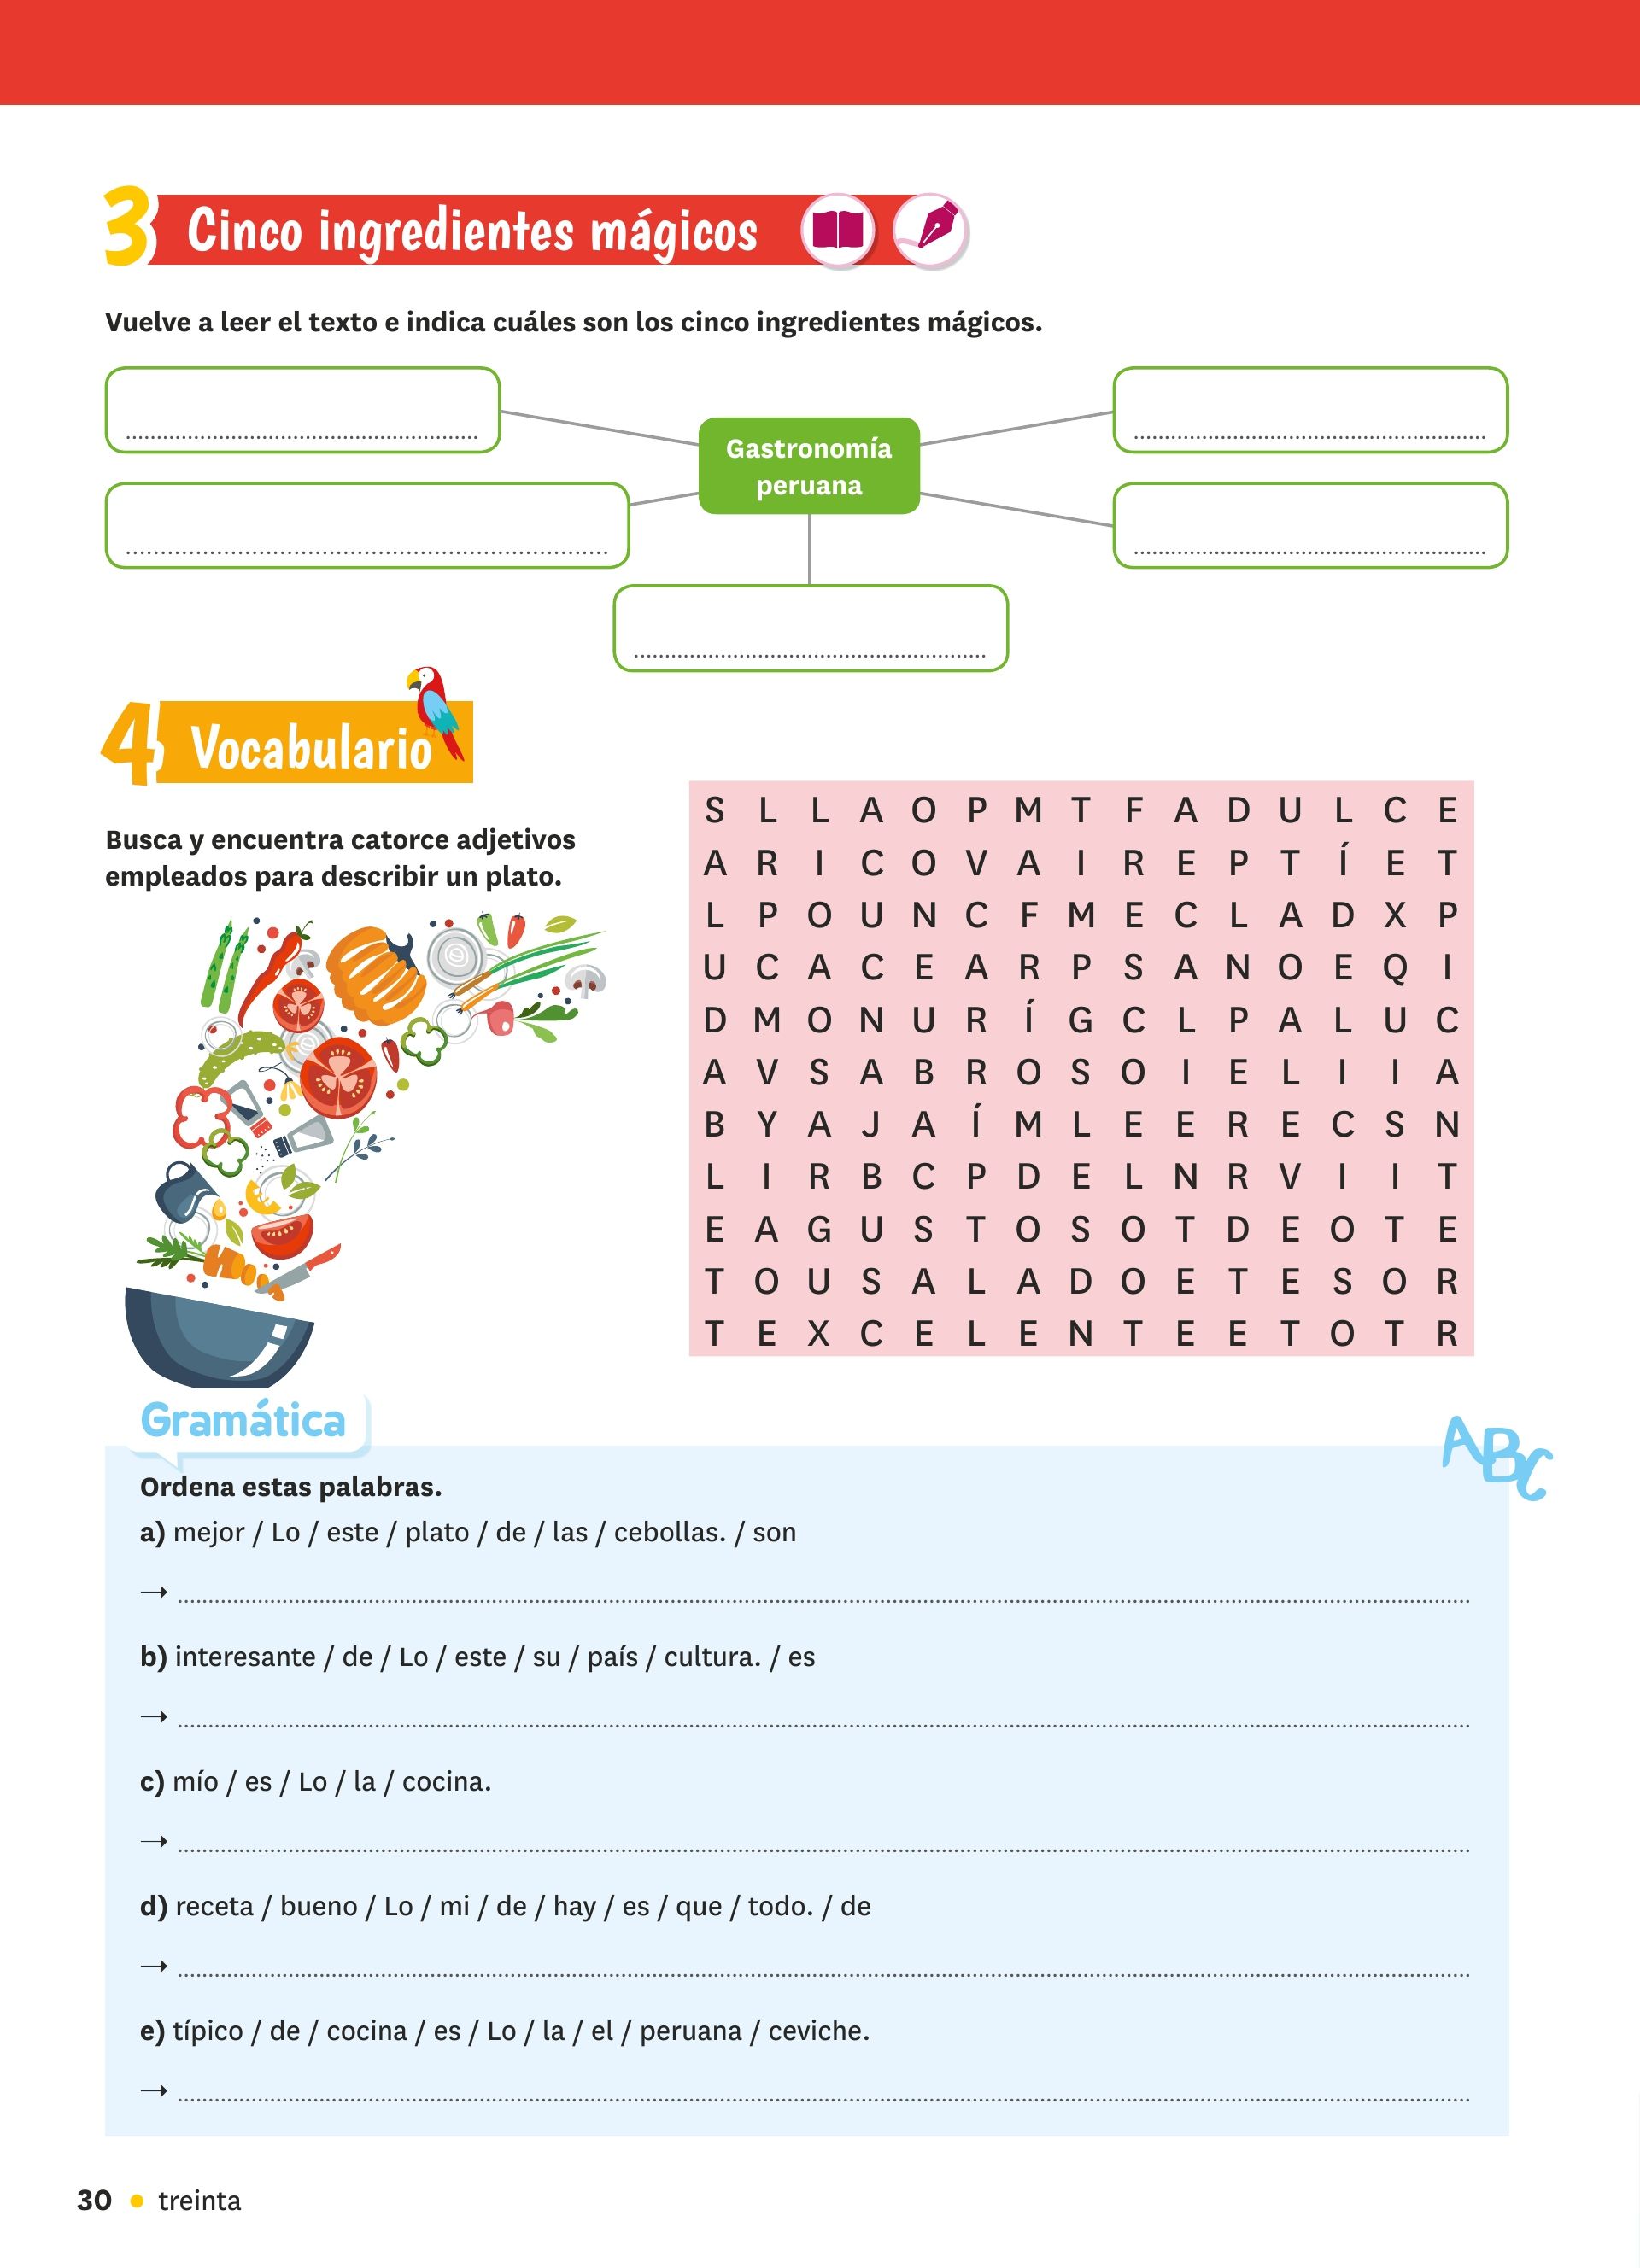 3 Cinco ingredientes mágicos
Vuelve a leer el texto e indica cuáles son los cinco ingredientes mágicos.
Gastronomía
peruana
4 Vocabulario
Busca y encuentra catorce adjetivos
empleados para describir un plato.
S L L A O P M T F A D U L C E
A R I C O V A I R E P T Í E T
L P O U N C F M E C L A D X P
U C A C E A R P S A N O E Q I
D M O N U R Í G C L P A L U C
A V S A B R O S O I E L I I A
B Y A J A Í M L E E R E C S N
L I R B C P D E L N R V I I T
E A G U S T O S O T D E O T E
T O U S A L A D O E T E S O R
T E X C E L E N T E E T O T R
Gramática
ABC
Ordena estas palabras.
a) mejor / Lo / este / plato / de / las / cebollas. / son
→
b) interesante / de / Lo / este / su / país / cultura. / es
→
c) mío / es / Lo / la / cocina.
→
d) receta / bueno / Lo / mi / de / hay / es / que / todo. / de
→
e) típico / de / cocina / es / Lo / la / el / peruana / ceviche.
→
30 • treinta